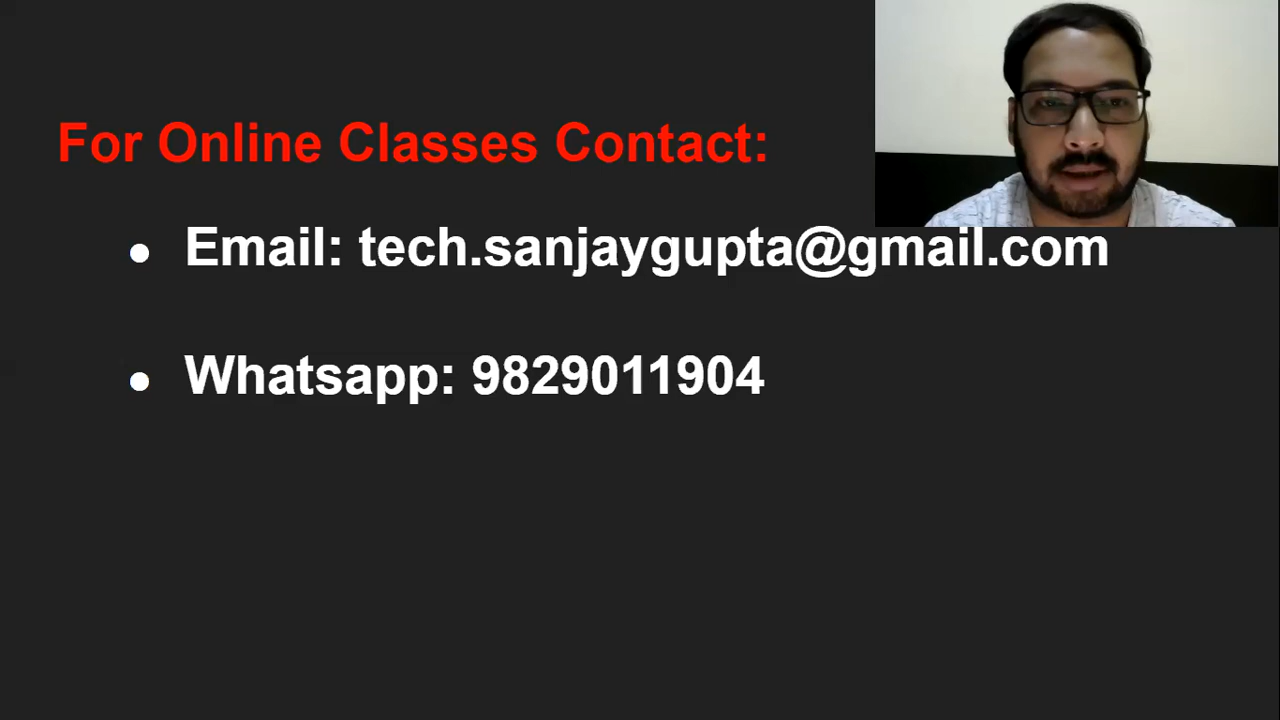 For Online Classes Contact:
● Email: tech.sanjaygupta@gmail.com
● Whatsapp: 9829011904